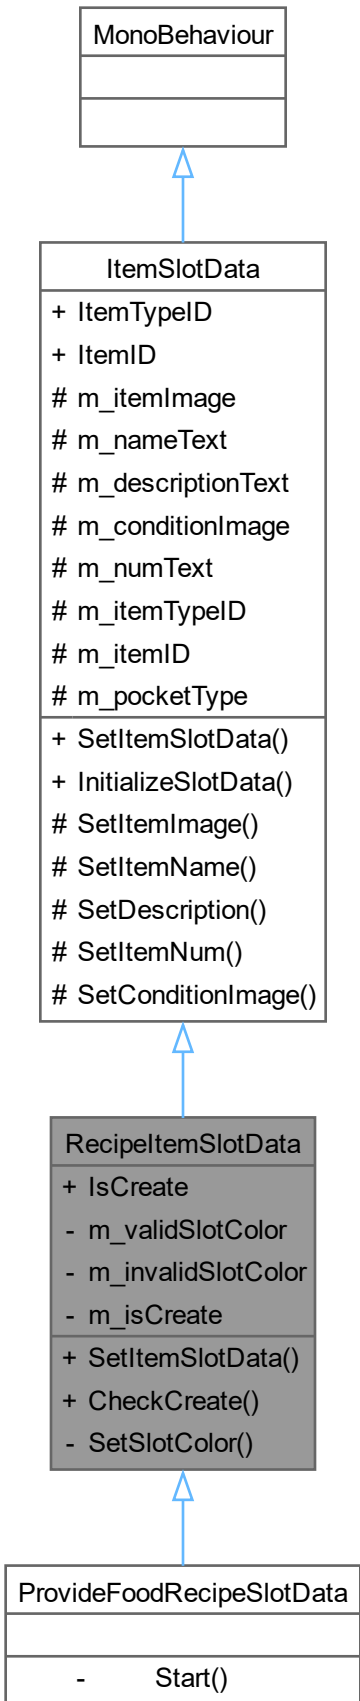 MonoBehaviour
ItemSlotData
+ ItemTypeID
+ ItemID
# m_itemImage
# m_nameText
# m_descriptionText
# m_conditionImage
# m_numText
# m_itemTypeID
# m_itemID
# m_pocketType
+ SetItemSlotData()
+ InitializeSlotData()
# SetItemImage()
# SetItemName()
# SetDescription()
# SetItemNum()
# SetConditionImage()
RecipeItemSlotData
+ IsCreate
- m_validSlotColor
- m_invalidSlotColor
- m_isCreate
+ SetItemSlotData()
+ CheckCreate()
- SetSlotColor()
ProvideFoodRecipeSlotData
- Start()